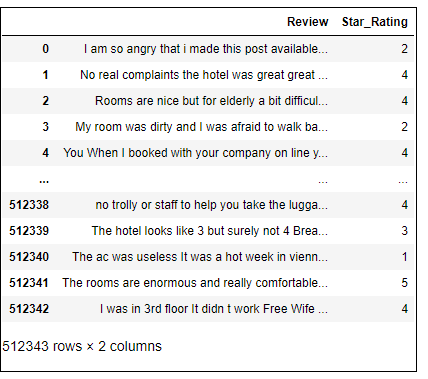 Review Star_Rating
0 I am so angry that i made this post available... 2
1 No real complaints the hotel was great great ... 4
2 Rooms are nice but for elderly a bit difficul... 4
3 My room was dirty and I was afraid to walk ba... 2
4 You When I booked with your company on line y... 4
... ... ...
512338 no trolly or staff to help you take the lugga... 4
512339 The hotel looks like 3 but surely not 4 Brea... 3
512340 The ac was useless It was a hot week in vienn... 1
512341 The rooms are enormous and really comfortable... 5
512342 I was in 3rd floor It didn t work Free Wife ... 4
512343 rows × 2 columns